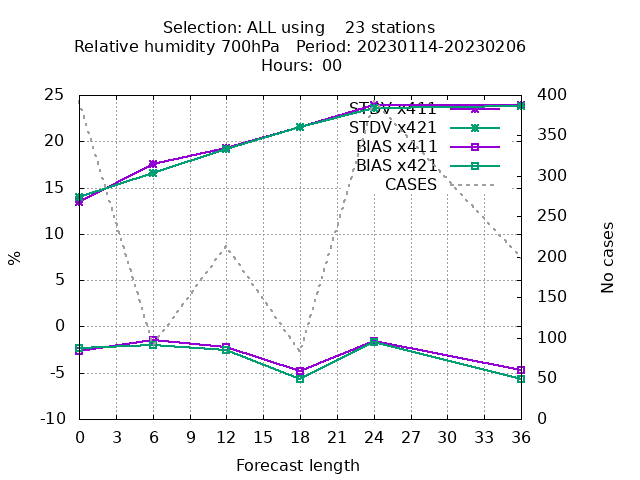 Selection: ALL using 23 stations
Relative humidity 700hPa Period: 20230114-20230206
Hours: 00
25
20
15
10
5
0
-5
-10
%
400
350
300
250
200
150
100
50
0
No cases
STDV x411
STDV x421
BIAS x411
BIAS x421
CASES
0 3 6 9 12 15 18 21 24 27 30 33 36
Forecast length